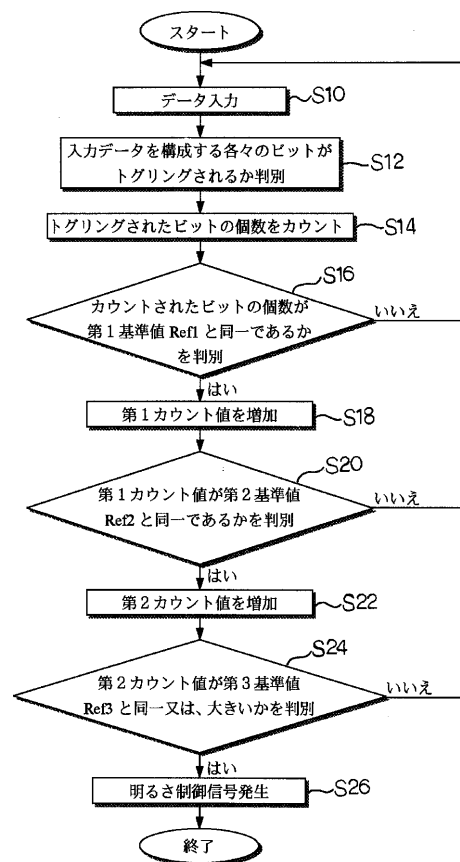 スタート
データ入力
S10
入力データを構成する各々のビットが
トグリングされるか判別
S12
トグリングされたビットの個数をカウント
S14
S16
カウントされたビットの個数が
第1基準値 Ref1 と同一であるか
を判別
いいえ
はい
第1カウント値を増加
S18
S20
第1カウント値が第2基準値
Ref2 と同一であるかを判別
いいえ
はい
第2カウント値を増加
S22
S24
第2カウント値が第3基準値
Ref3 と同一又は、大きいかを判別
いいえ
はい
明るさ制御信号発生
S26
終了